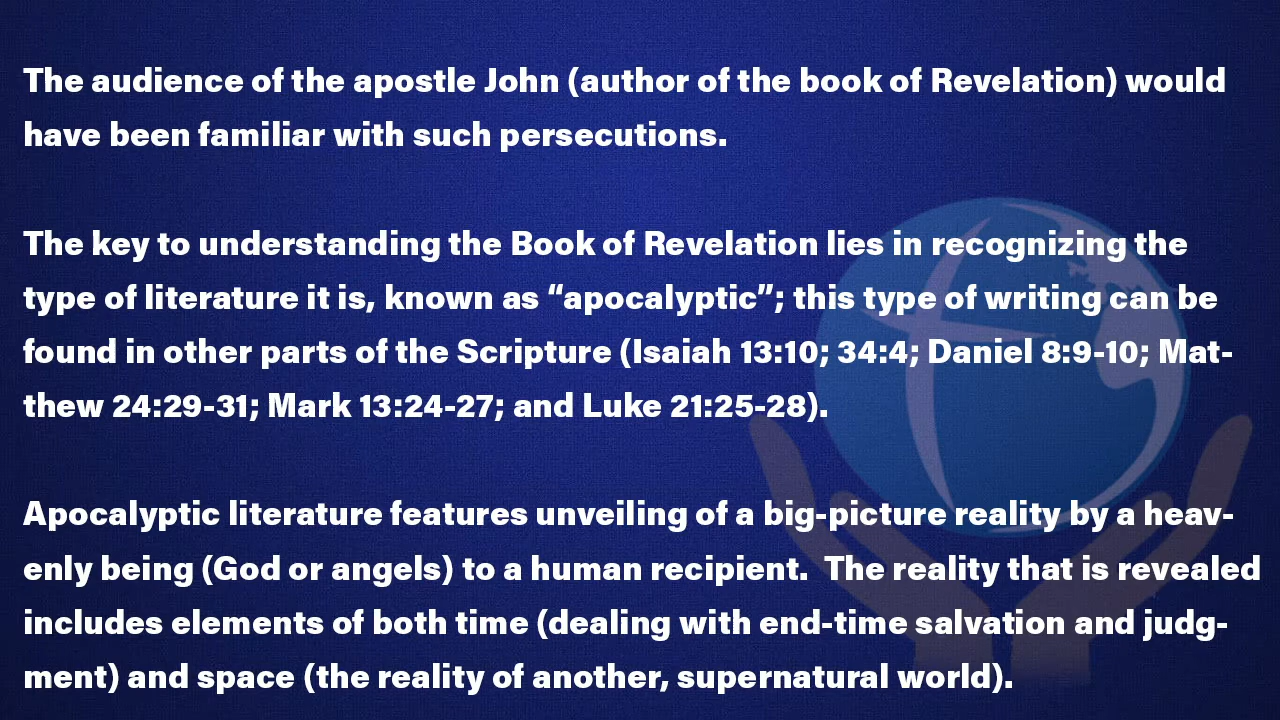 The audience of the apostle John (author of the book of Revelation) would
have been familiar with such persecutions.
The key to understanding the Book of Revelation lies in recognizing the
type of literature it is, known as “apocalyptic”; this type of writing can be
found in other parts of the Scripture (Isaiah 13:10; 34:4; Daniel 8:9-10; Mat-
thew 24:29-31; Mark 13:24-27; and Luke 21:25-28).
Apocalyptic literature features unveiling of a big-picture reality by a heav-
enly being (God or angels) to a human recipient.  The reality that is revealed
includes elements of both time (dealing with end-time salvation and judg-
ment) and space (the reality of another, supernatural world).